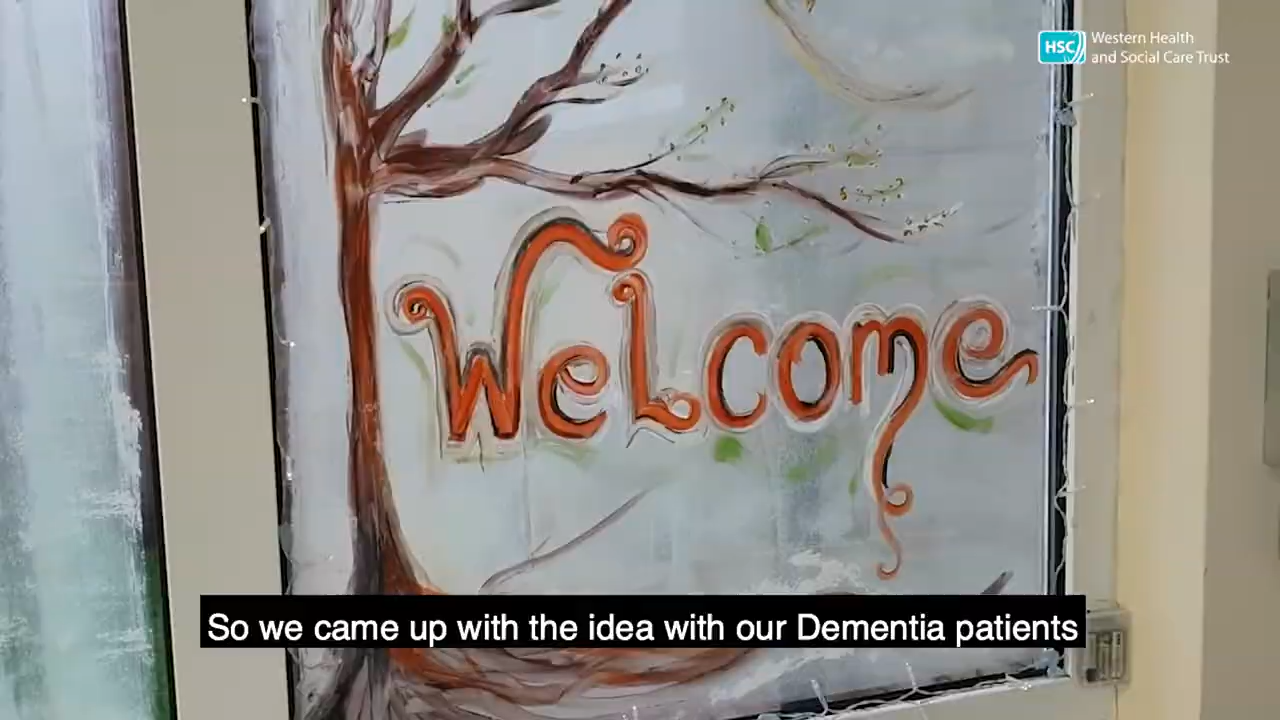 HSC
Western Health
and Social Care Trust
WeLcome
So we came up with the idea with our Dementia patients